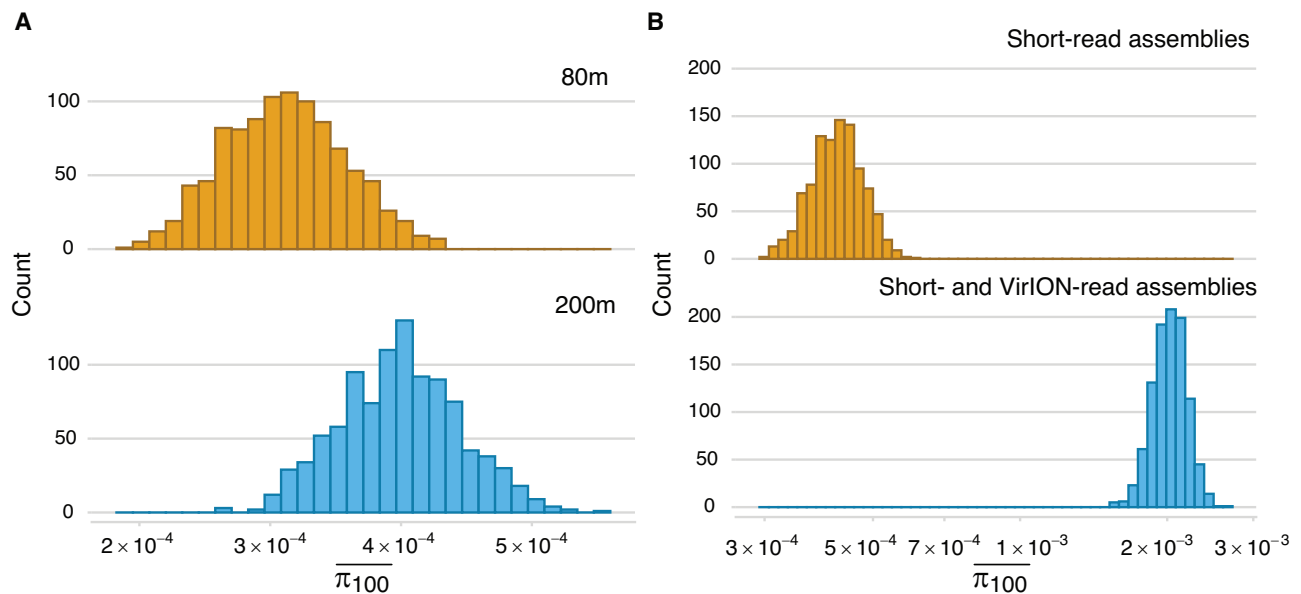 A
80m
100
50
0
Count
200m
100
50
0
2 × 10⁻⁴ 3 × 10⁻⁴ 4 × 10⁻⁴ 5 × 10⁻⁴
π₁₀₀
B
Short-read assemblies
200
150
100
50
0
Count
Short- and VirION-read assemblies
200
150
100
50
0
3 × 10⁻⁴ 5 × 10⁻⁴ 7 × 10⁻⁴ 1 × 10⁻³ 2 × 10⁻³ 3 × 10⁻³
π₁₀₀